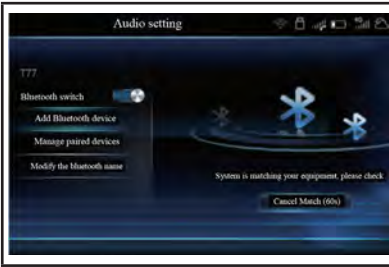 Audio setting
T77
Bluetooth switch
Add Bluetooth device
Manage paired devices
Modify the bluetooth name
System is matching your equipment, please check
Cancel Match (60s)